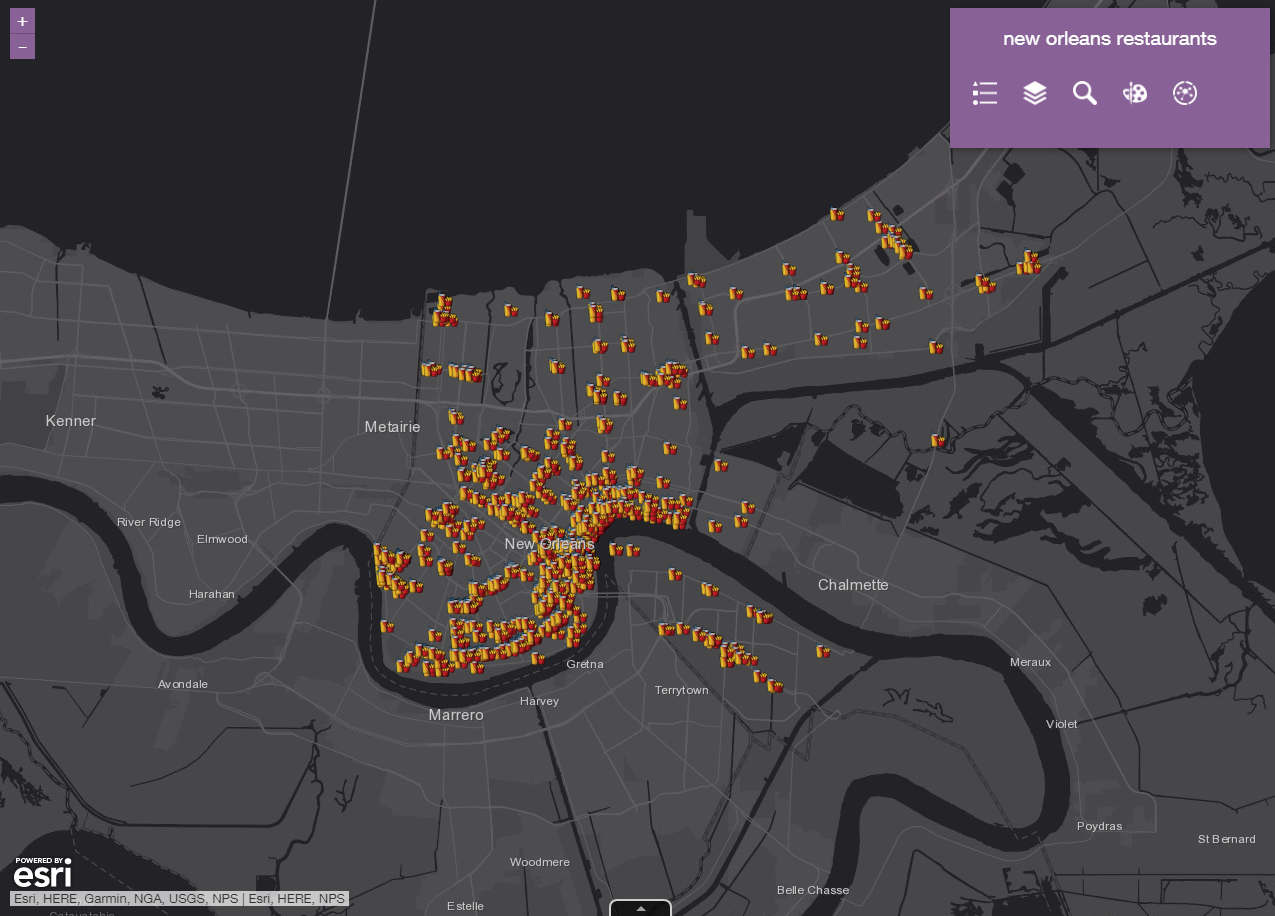 +
−
new orleans restaurants
Kenner
Metairie
River Ridge
Elmwood
New Orleans
Harahan
Chalmette
Gretna
Meraux
Avondale
Terrytown
Harvey
Marrero
Violet
Poydras
St Bernard
Woodmere
Belle Chasse
Estelle
POWERED BY
esri
Esri, HERE, Garmin, NGA, USGS, NPS | Esri, HERE, NPS